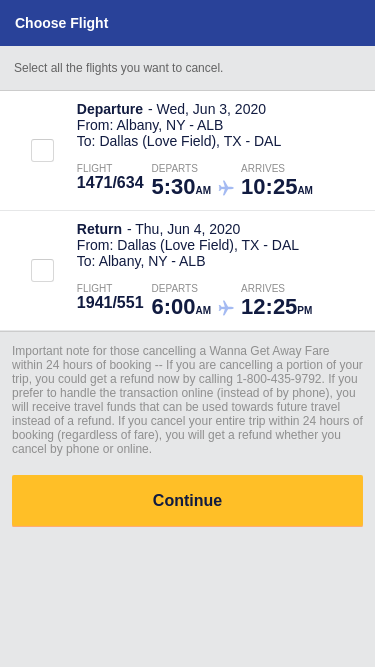 Choose Flight
Select all the flights you want to cancel.
Departure - Wed, Jun 3, 2020
From: Albany, NY - ALB
To: Dallas (Love Field), TX - DAL
FLIGHT DEPARTS ARRIVES
1471/634 5:30AM 10:25AM
Return - Thu, Jun 4, 2020
From: Dallas (Love Field), TX - DAL
To: Albany, NY - ALB
FLIGHT DEPARTS ARRIVES
1941/551 6:00AM 12:25PM
Important note for those cancelling a Wanna Get Away Fare
within 24 hours of booking -- If you are cancelling a portion of your
trip, you could get a refund now by calling 1-800-435-9792. If you
prefer to handle the transaction online (instead of by phone), you
will receive travel funds that can be used towards future travel
instead of a refund. If you cancel your entire trip within 24 hours of
booking (regardless of fare), you will get a refund whether you
cancel by phone or online.
Continue